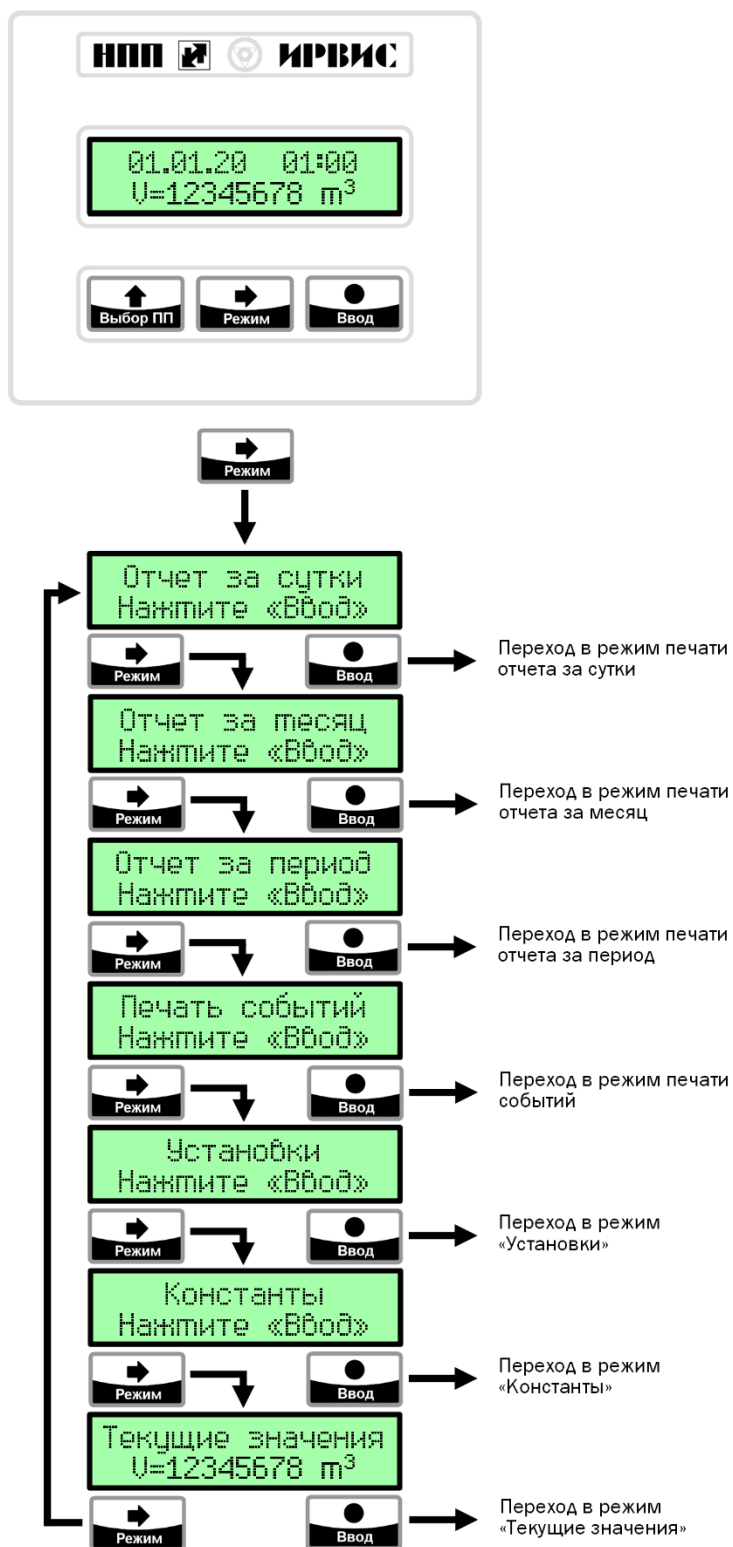 НПП ИРВИС
01.01.20 01:00
V=12345678 m³
Выбор ПП Режим Ввод
Режим
Отчет за сутки
Нажмите «Ввод»
Режим Ввод
Переход в режим печати
отчета за сутки
Отчет за месяц
Нажмите «Ввод»
Режим Ввод
Переход в режим печати
отчета за месяц
Отчет за период
Нажмите «Ввод»
Режим Ввод
Переход в режим печати
отчета за период
Печать событий
Нажмите «Ввод»
Режим Ввод
Переход в режим печати
событий
Установки
Нажмите «Ввод»
Режим Ввод
Переход в режим
«Установки»
Константы
Нажмите «Ввод»
Режим Ввод
Переход в режим
«Константы»
Текущие значения
V=12345678 m³
Режим Ввод
Переход в режим
«Текущие значения»